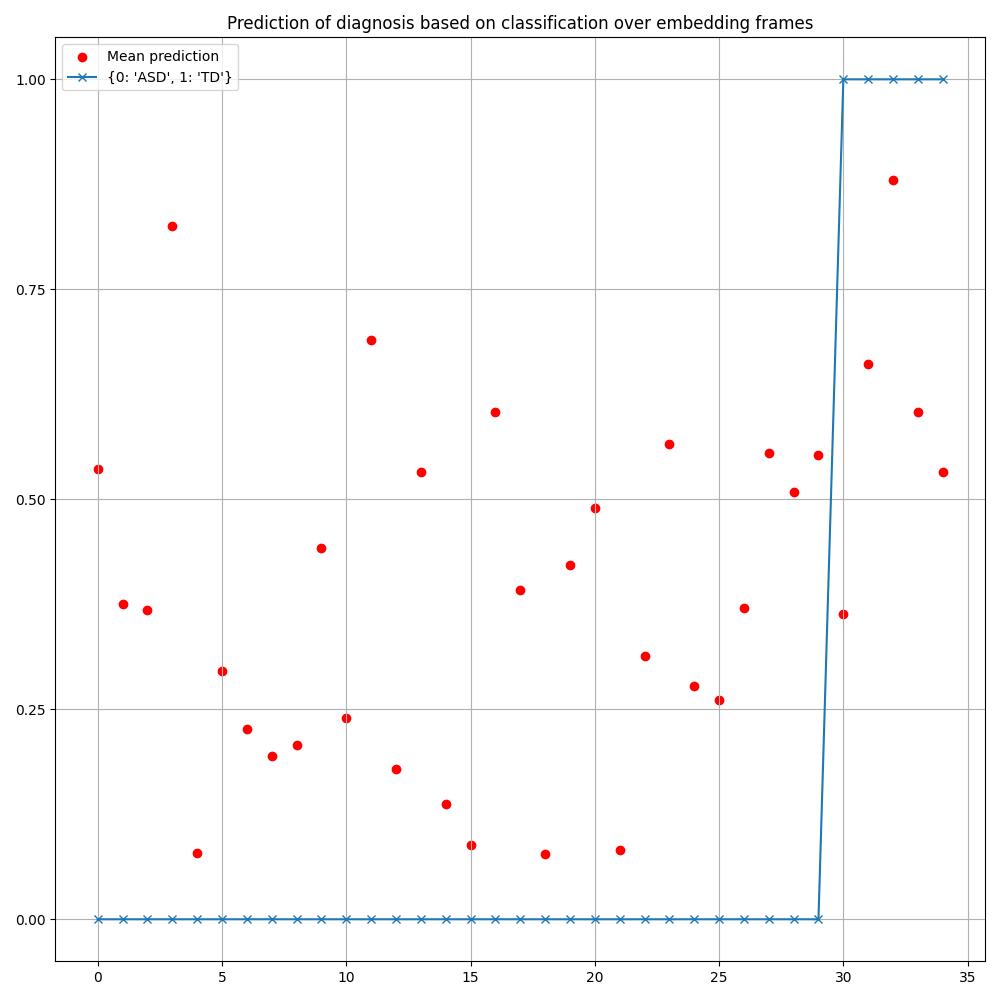 Prediction of diagnosis based on classification over embedding frames
Mean prediction
{0: 'ASD', 1: 'TD'}
1.00
0.75
0.50
0.25
0.00
0 5 10 15 20 25 30 35